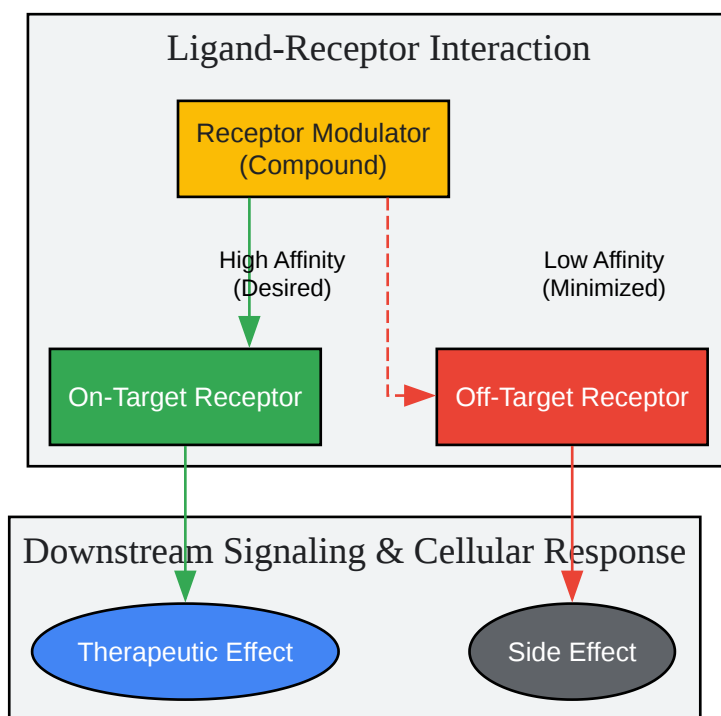 Ligand-Receptor Interaction
Receptor Modulator
(Compound)
High Affinity
(Desired)
Low Affinity
(Minimized)
On-Target Receptor
Off-Target Receptor
Downstream Signaling & Cellular Response
Therapeutic Effect
Side Effect